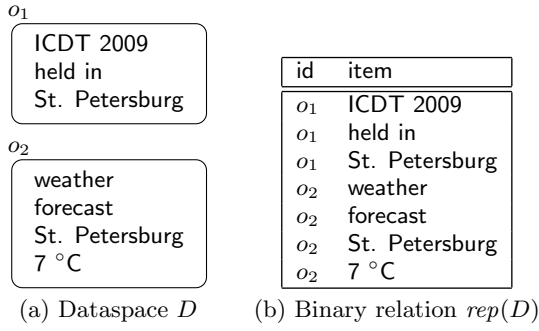 o₁
ICDT 2009
held in
St. Petersburg
o₂
weather
forecast
St. Petersburg
7 °C
(a) Dataspace D
id item
o₁ ICDT 2009
o₁ held in
o₁ St. Petersburg
o₂ weather
o₂ forecast
o₂ St. Petersburg
o₂ 7 °C
(b) Binary relation rep(D)